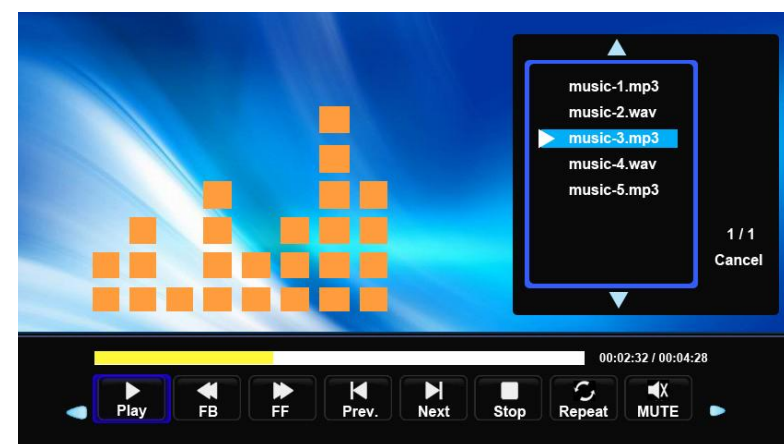 music-1.mp3
music-2.wav
music-3.mp3
music-4.wav
music-5.mp3
1 / 1
Cancel
00:02:32 / 00:04:28
Play FB FF Prev. Next Stop Repeat MUTE